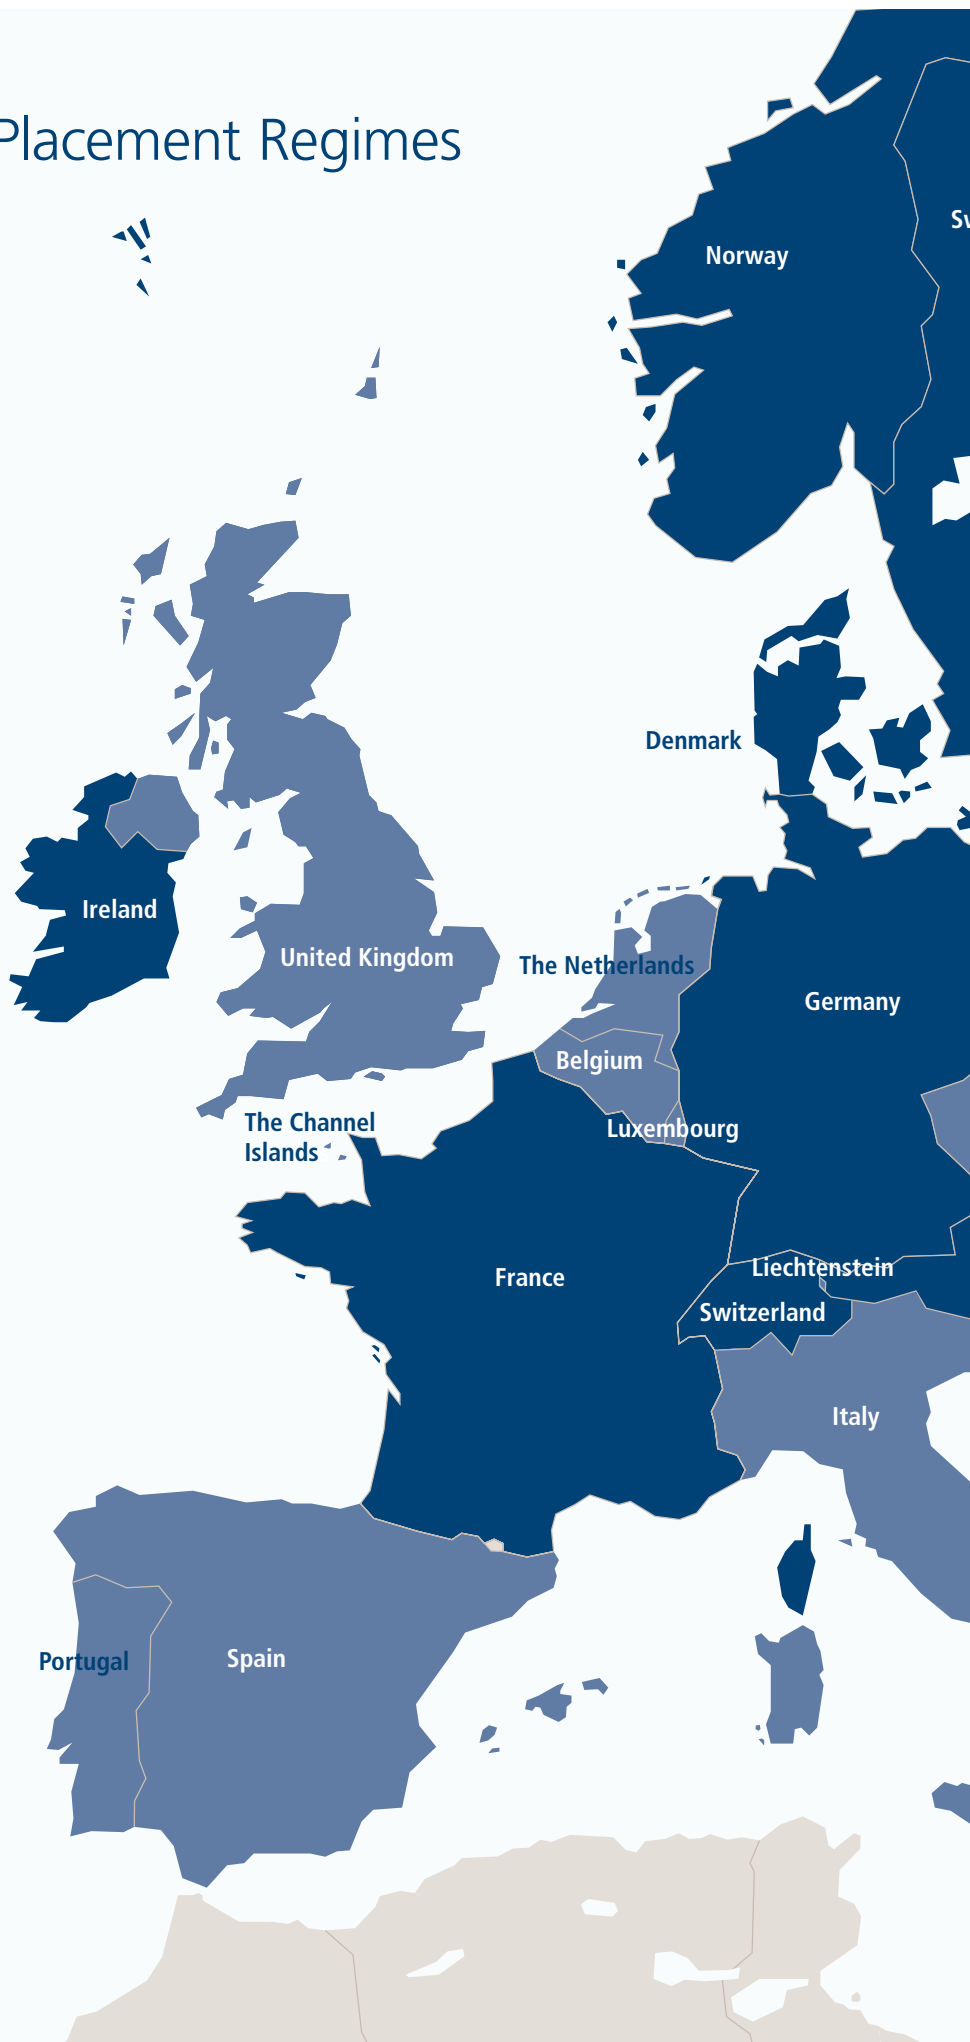 Placement Regimes
Norway
Denmark
Ireland
United Kingdom
The Netherlands
Germany
Belgium
The Channel
Islands
Luxembourg
Liechtenstein
France
Switzerland
Italy
Portugal
Spain